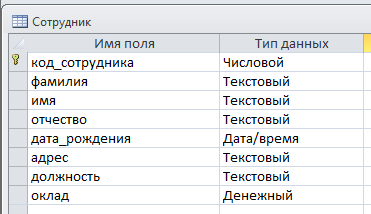 Сотрудник
Имя поля Тип данных
код_сотрудника Числовой
фамилия Текстовый
имя Текстовый
отчество Текстовый
дата_рождения Дата/время
адрес Текстовый
должность Текстовый
оклад Денежный